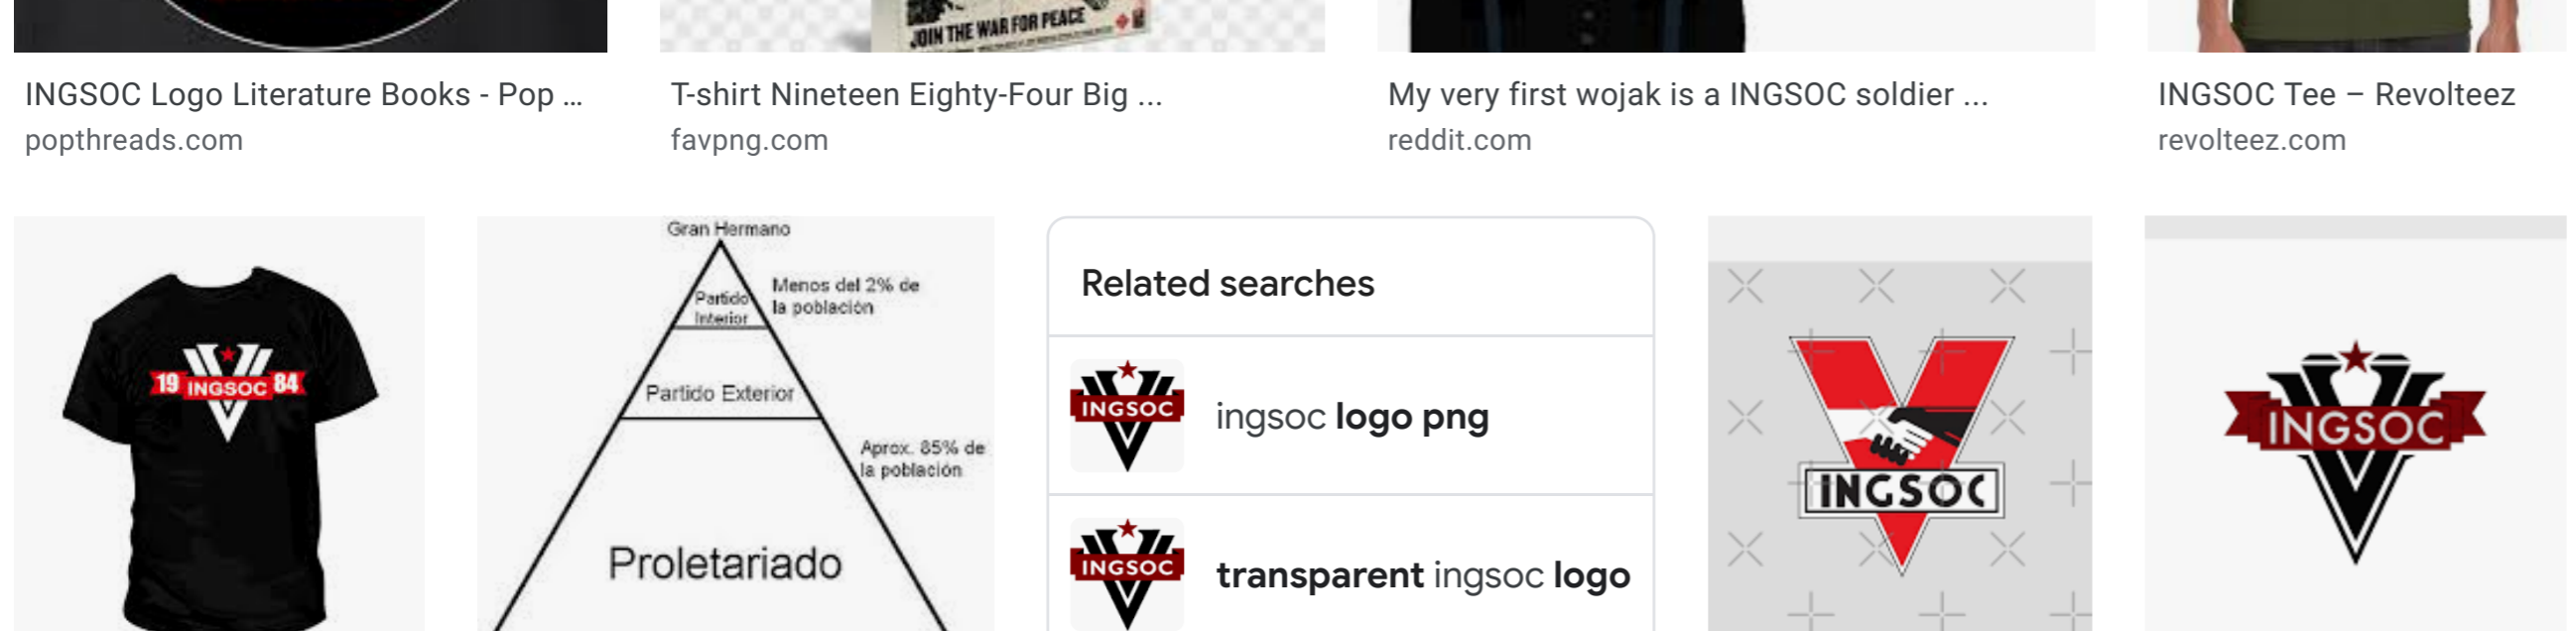 JOIN THE WAR FOR PEACE
INGSOC Logo Literature Books - Pop ...
popthreads.com
T-shirt Nineteen Eighty-Four Big ...
favpng.com
My very first wojak is a INGSOC soldier ...
reddit.com
INGSOC Tee – Revolteez
revolteez.com
19 INGSOC 84
Gran Hermano
Partido
Interior
Menos del 2% de
la población
Partido Exterior
Aprox. 85% de
la población
Proletariado
Related searches
INGSOC
ingsoc logo png
INGSOC
transparent ingsoc logo
INGSOC
INGSOC